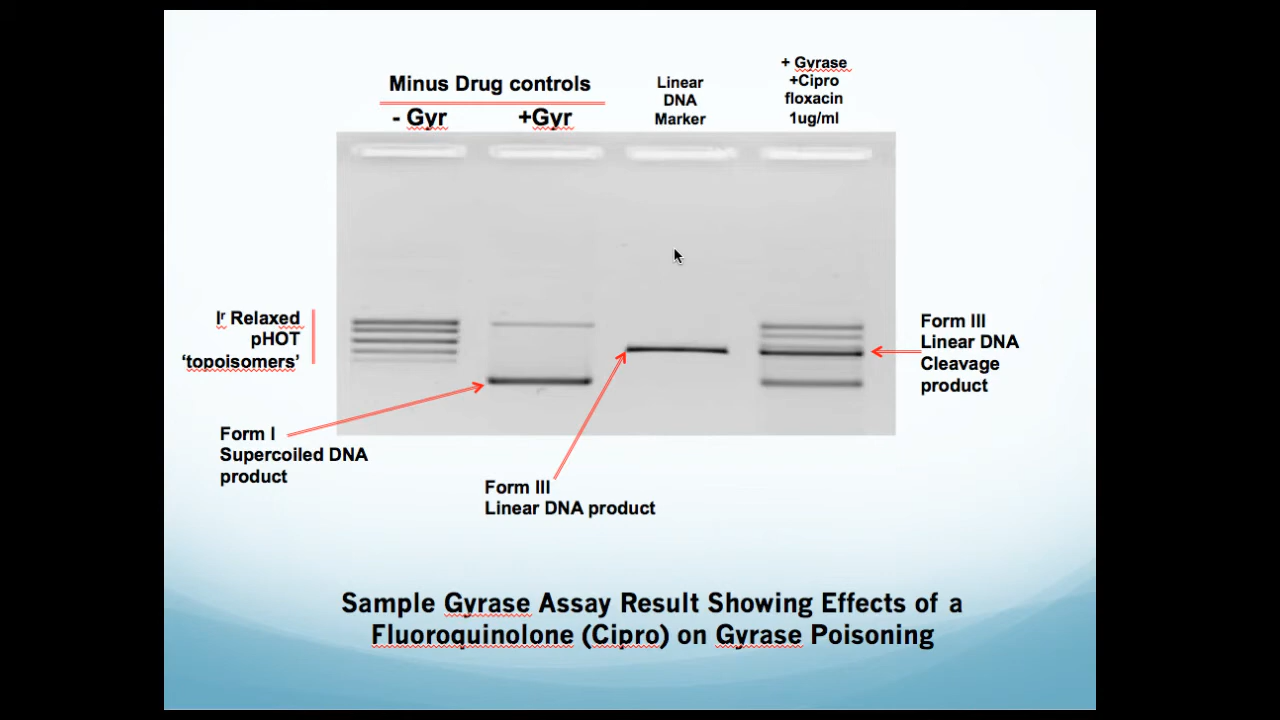 Minus Drug controls
- Gyr
+Gyr
Linear
DNA
Marker
+ Gyrase
+Cipro
floxacin
1ug/ml
Iʳ Relaxed
pHOT
‘topoisomers’
Form I
Supercoiled DNA
product
Form III
Linear DNA product
Form III
Linear DNA
Cleavage
product
Sample Gyrase Assay Result Showing Effects of a
Fluoroquinolone (Cipro) on Gyrase Poisoning